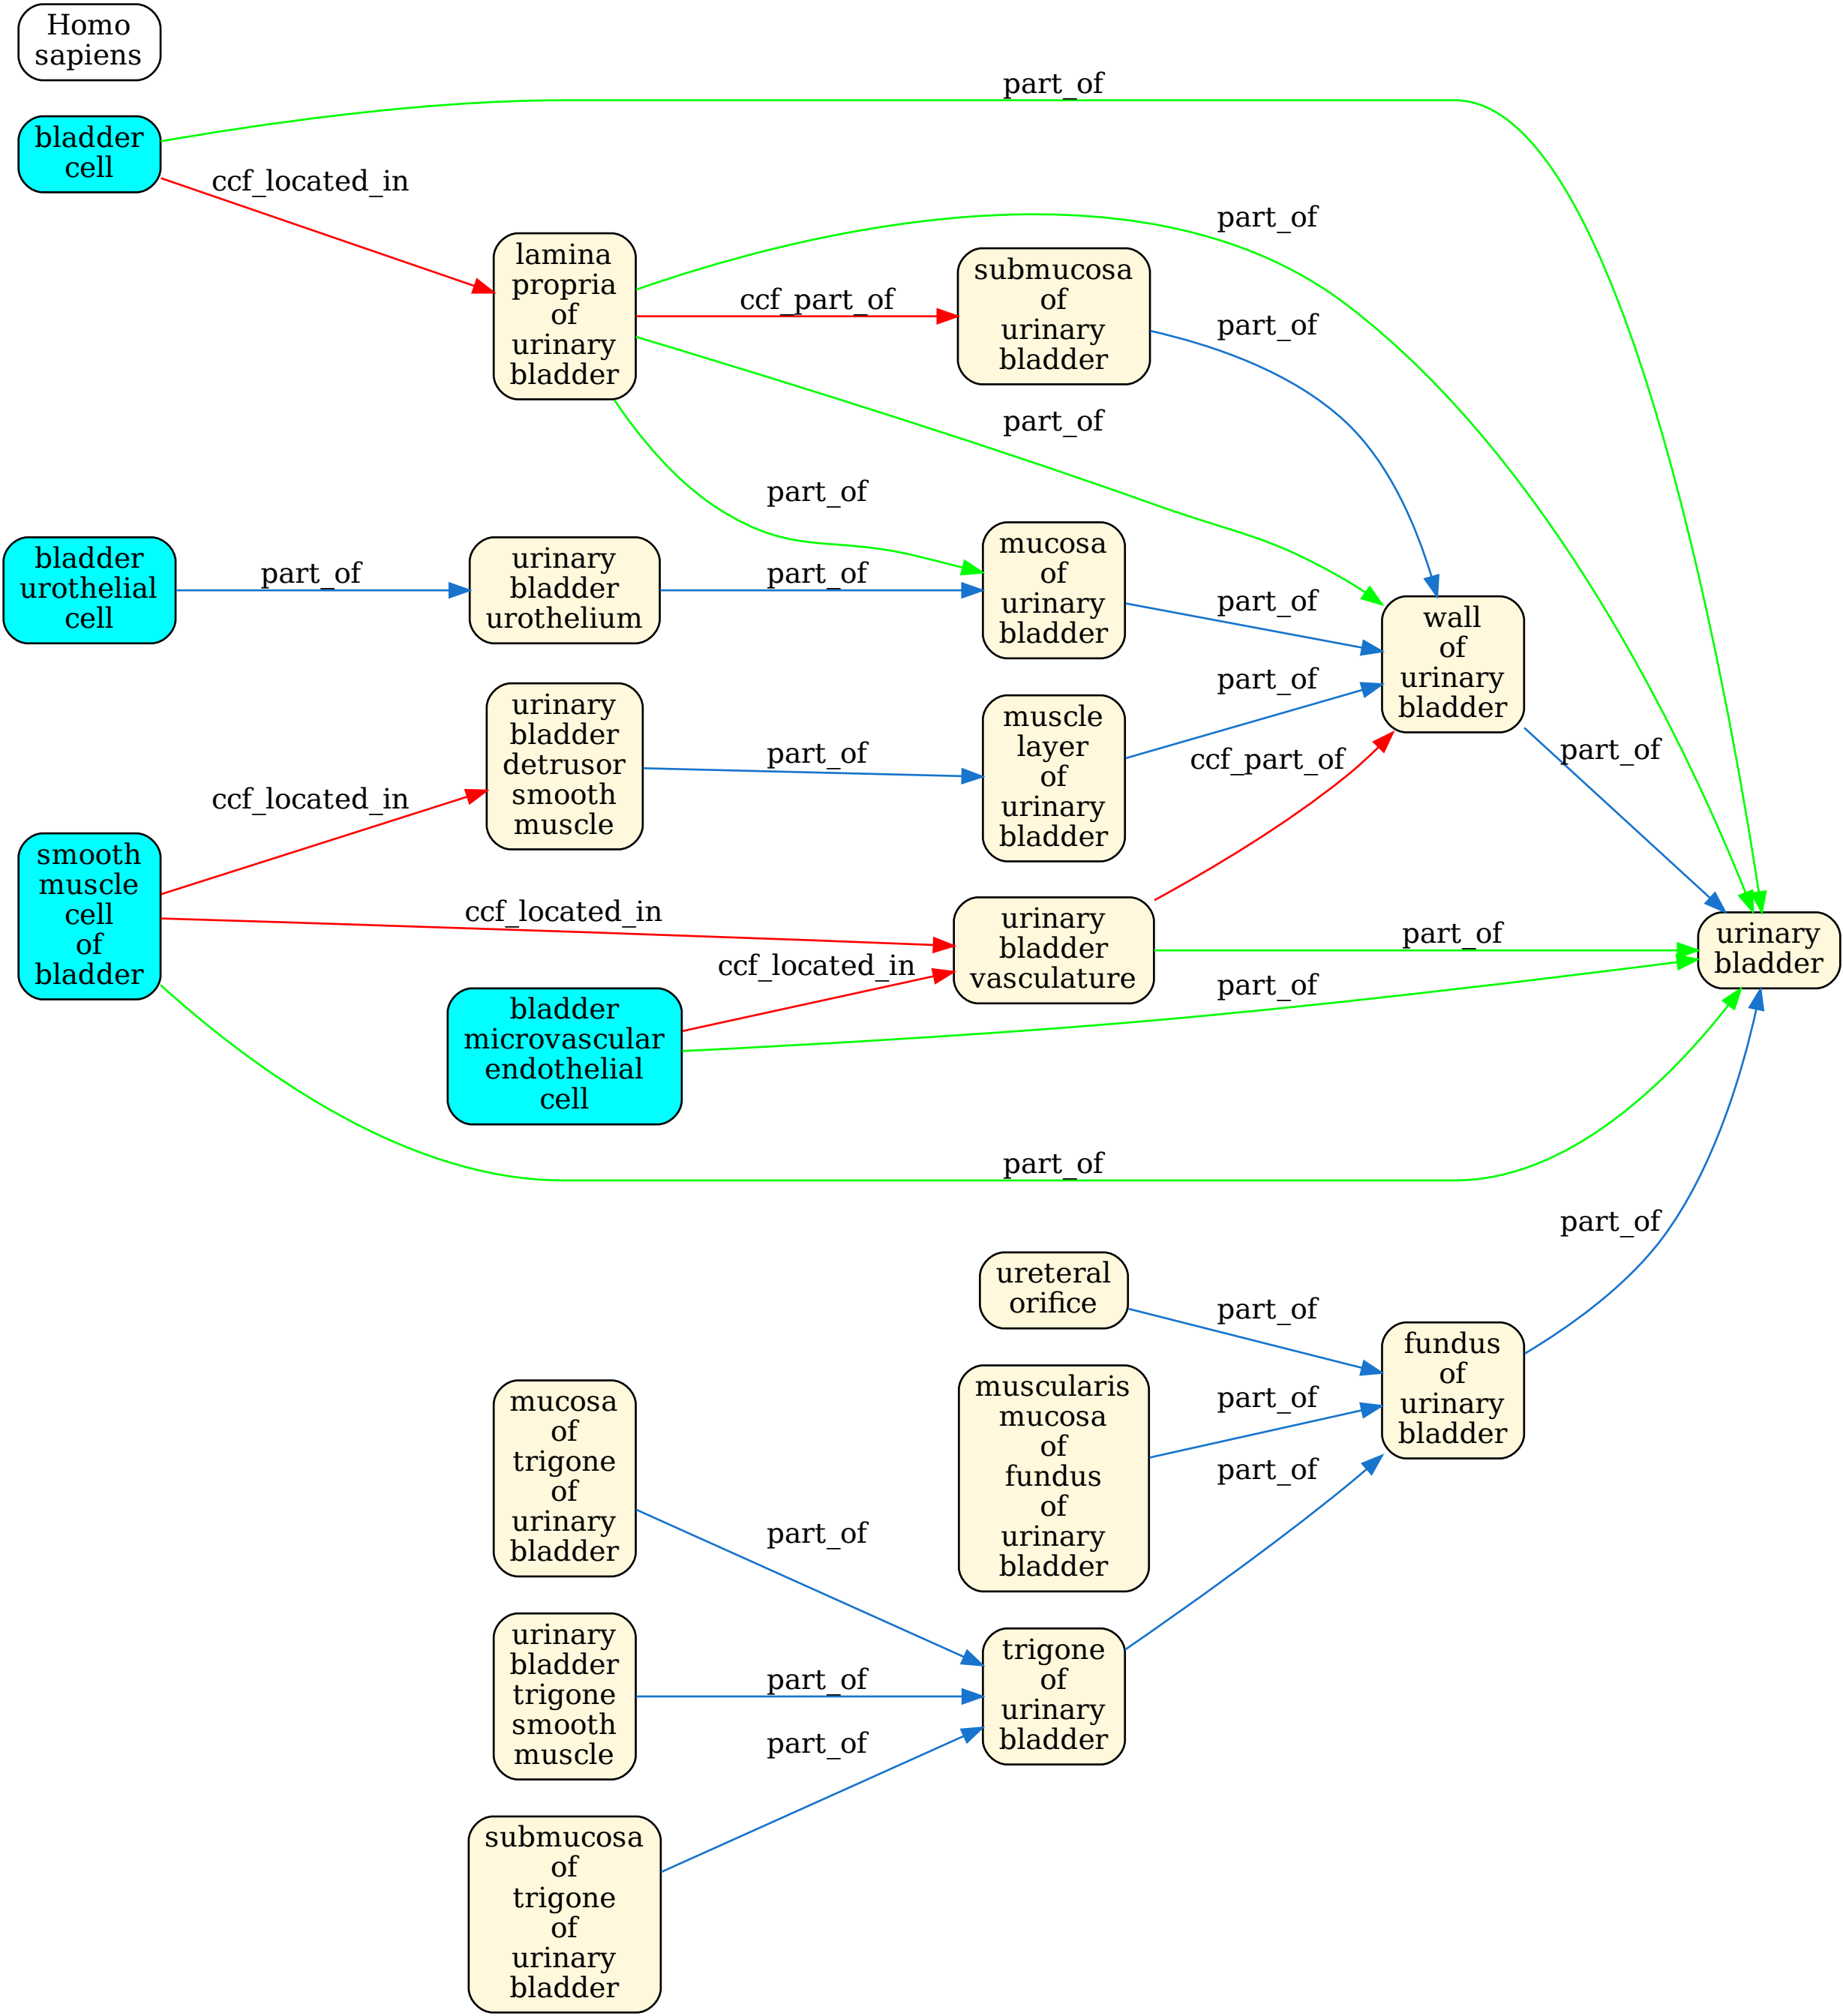 Homo
sapiens
part_of
bladder
cell
ccf_located_in
part_of
lamina
propria
of
urinary
bladder
ccf_part_of
submucosa
of
urinary
bladder
part_of
part_of
part_of
bladder
urothelial
cell
part_of
urinary
bladder
urothelium
part_of
mucosa
of
urinary
bladder
part_of
wall
of
urinary
bladder
urinary
bladder
detrusor
smooth
muscle
part_of
muscle
layer
of
urinary
bladder
part_of
ccf_part_of
part_of
ccf_located_in
smooth
muscle
cell
of
bladder
ccf_located_in
urinary
bladder
vasculature
part_of
urinary
bladder
ccf_located_in
part_of
bladder
microvascular
endothelial
cell
part_of
part_of
ureteral
orifice
part_of
fundus
of
urinary
bladder
muscularis
mucosa
of
fundus
of
urinary
bladder
part_of
part_of
mucosa
of
trigone
of
urinary
bladder
part_of
urinary
bladder
trigone
smooth
muscle
part_of
trigone
of
urinary
bladder
part_of
submucosa
of
trigone
of
urinary
bladder